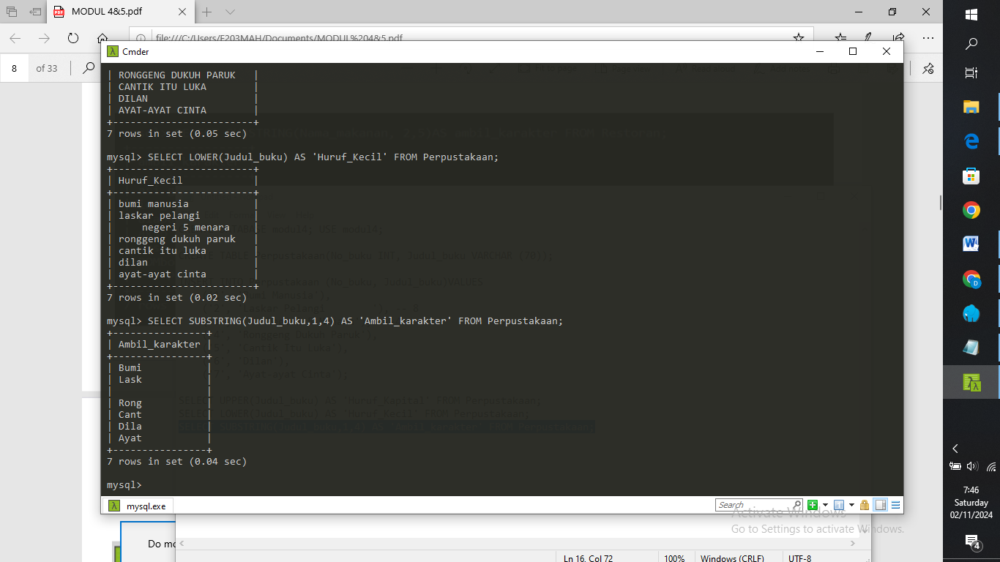 MODUL 4&5.pdf
file:///C:/Users/F203MAH/Documents/MODUL%204&5.pdf
8 of 33
Cmder
| RONGGENG DUKUH PARUK   |
| CANTIK ITU LUKA        |
| DILAN                  |
| AYAT-AYAT CINTA        |
+------------------------+
7 rows in set (0.05 sec)
mysql> SELECT LOWER(Judul_buku) AS 'Huruf_Kecil' FROM Perpustakaan;
+------------------------+
| Huruf_Kecil            |
+------------------------+
| bumi manusia           |
| laskar pelangi         |
|     negeri 5 menara    |
| ronggeng dukuh paruk   |
| cantik itu luka        |
| dilan                  |
| ayat-ayat cinta        |
+------------------------+
7 rows in set (0.02 sec)
mysql> SELECT SUBSTRING(Judul_buku,1,4) AS 'Ambil_karakter' FROM Perpustakaan;
+----------------+
| Ambil_karakter |
+----------------+
| Bumi           |
| Lask           |
|                |
| Rong           |
| Cant           |
| Dila           |
| Ayat           |
+----------------+
7 rows in set (0.04 sec)
mysql>
mysql.exe
Search
Activate Windows
Go to Settings to activate Windows.
Do mo
Ln 16, Col 72 100% Windows (CRLF) UTF-8
7:46
Saturday
02/11/2024
4